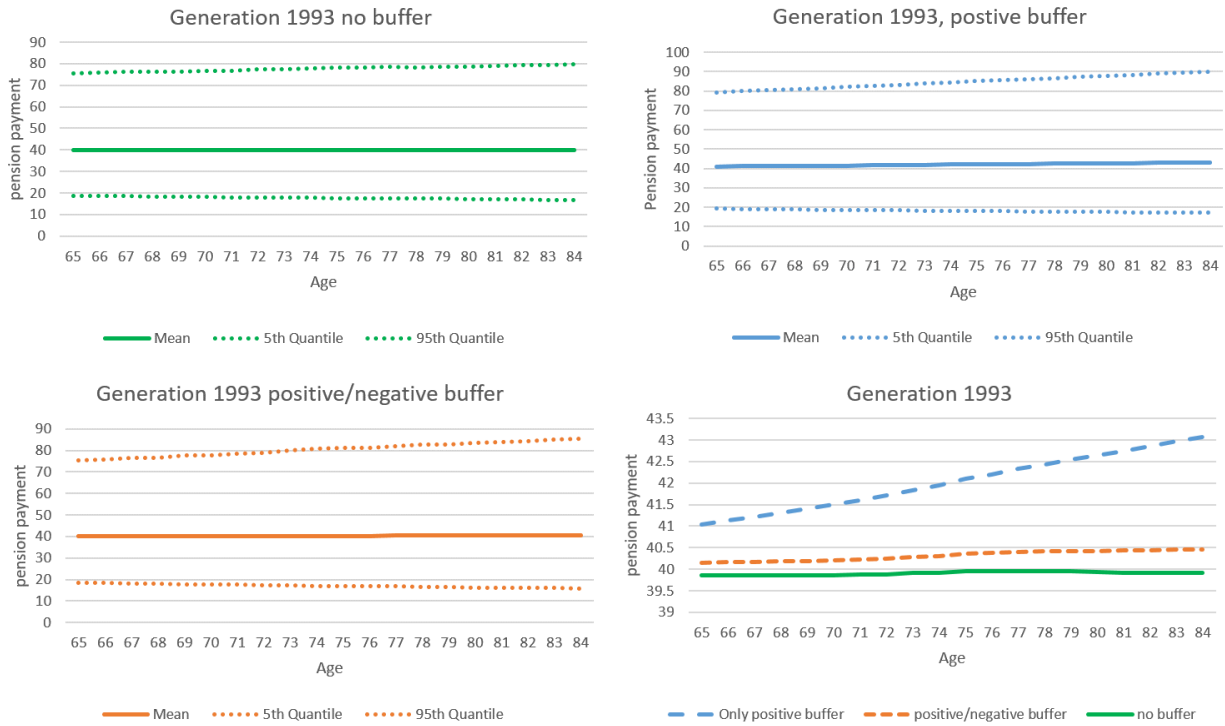 Generation 1993 no buffer
pension payment
90
80
70
60
50
40
30
20
10
0
65 66 67 68 69 70 71 72 73 74 75 76 77 78 79 80 81 82 83 84
Age
Mean 5th Quantile 95th Quantile
Generation 1993, postive buffer
Pension payment
100
90
80
70
60
50
40
30
20
10
0
65 66 67 68 69 70 71 72 73 74 75 76 77 78 79 80 81 82 83 84
Age
Mean 5th Quantile 95th Quantile
Generation 1993 positive/negative buffer
pension payment
90
80
70
60
50
40
30
20
10
0
65 66 67 68 69 70 71 72 73 74 75 76 77 78 79 80 81 82 83 84
Age
Mean 5th Quantile 95th Quantile
Generation 1993
pension payment
43.5
43
42.5
42
41.5
41
40.5
40
39.5
39
65 66 67 68 69 70 71 72 73 74 75 76 77 78 79 80 81 82 83 84
Age
Only positive buffer positive/negative buffer no buffer